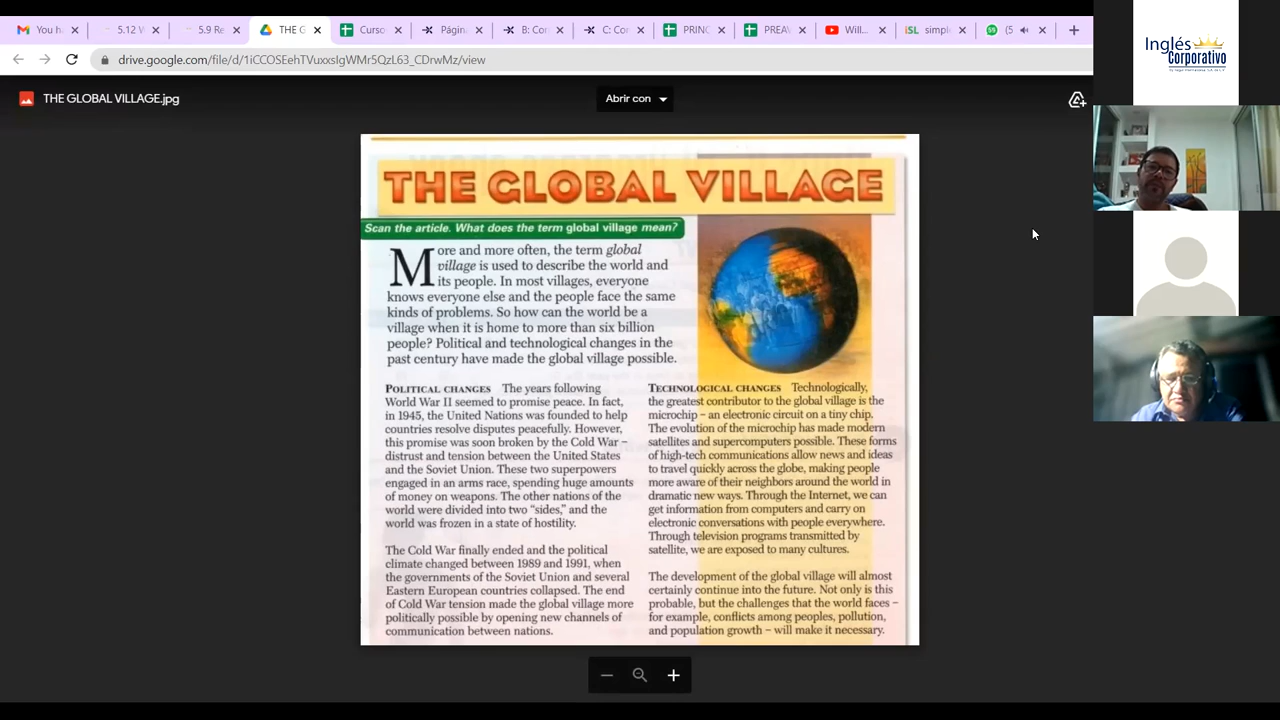 You ha
5.12 W
5.9 Re
THE G
Curso
Página
B: Cor
C: Cor
PRINC
PREAV
Will...
iSL simple
(5
drive.google.com/file/d/1iCCOSEehTVuxxsIgWMr5QzL63_CDrwMz/view
THE GLOBAL VILLAGE.jpg
Abrir con
Inglés
Corporativo
THE GLOBAL VILLAGE
Scan the article. What does the term global village mean?
More and more often, the term global
village is used to describe the world and
its people. In most villages, everyone
knows everyone else and the people face the same
kinds of problems. So how can the world be a
village when it is home to more than six billion
people? Political and technological changes in the
past century have made the global village possible.
POLITICAL CHANGES The years following
World War II seemed to promise peace. In fact,
in 1945, the United Nations was founded to help
countries resolve disputes peacefully. However,
this promise was soon broken by the Cold War –
distrust and tension between the United States
and the Soviet Union. These two superpowers
engaged in an arms race, spending huge amounts
of money on weapons. The other nations of the
world were divided into two “sides,” and the
world was frozen in a state of hostility.
The Cold War finally ended and the political
climate changed between 1989 and 1991, when
the governments of the Soviet Union and several
Eastern European countries collapsed. The end
of Cold War tension made the global village more
politically possible by opening new channels of
communication between nations.
TECHNOLOGICAL CHANGES Technologically,
the greatest contributor to the global village is the
microchip – an electronic circuit on a tiny chip.
The evolution of the microchip has made modern
satellites and supercomputers possible. These forms
of high-tech communications allow news and ideas
to travel quickly across the globe, making people
more aware of their neighbors around the world in
dramatic new ways. Through the Internet, we can
get information from computers and carry on
electronic conversations with people everywhere.
Through television programs transmitted by
satellite, we are exposed to many cultures.
The development of the global village will almost
certainly continue into the future. Not only is this
probable, but the challenges that the world faces –
for example, conflicts among peoples, pollution,
and population growth – will make it necessary.